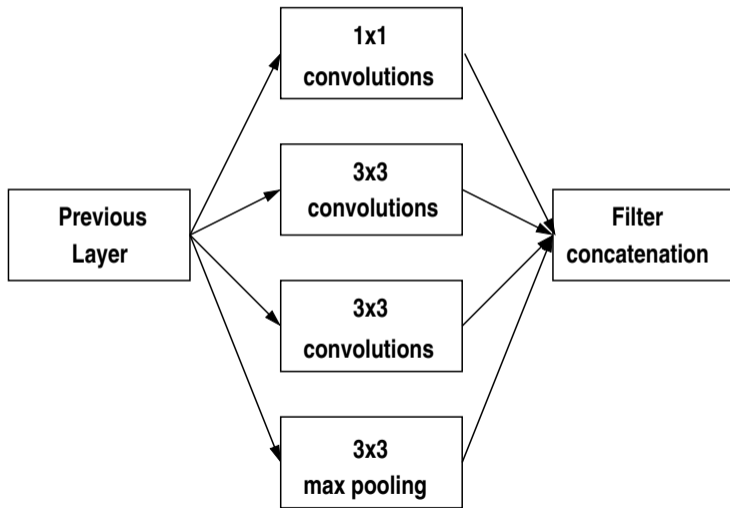 Previous
Layer
1x1
convolutions
3x3
convolutions
3x3
convolutions
3x3
max pooling
Filter
concatenation